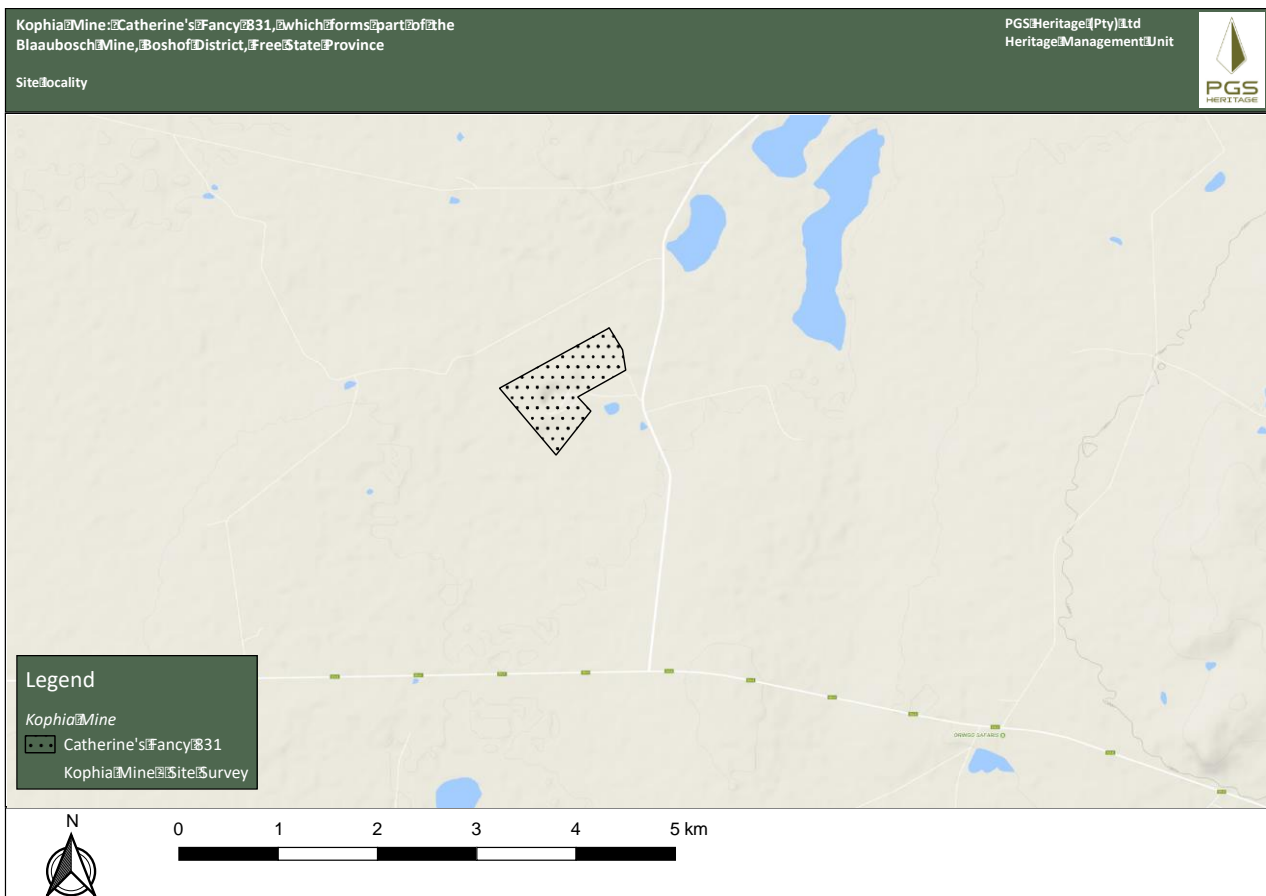 Kophia Mine: Catherine's Fancy 831, which forms part of the
Blaaubosch Mine, Boshof District, Free State Province
Site locality
PGS Heritage (Pty) Ltd
Heritage Management Unit
PGS
HERITAGE
DRINGO SAFARIS
Legend
Kophia Mine
Catherine's Fancy 831
Kophia Mine Site Survey
N
0 1 2 3 4 5 km